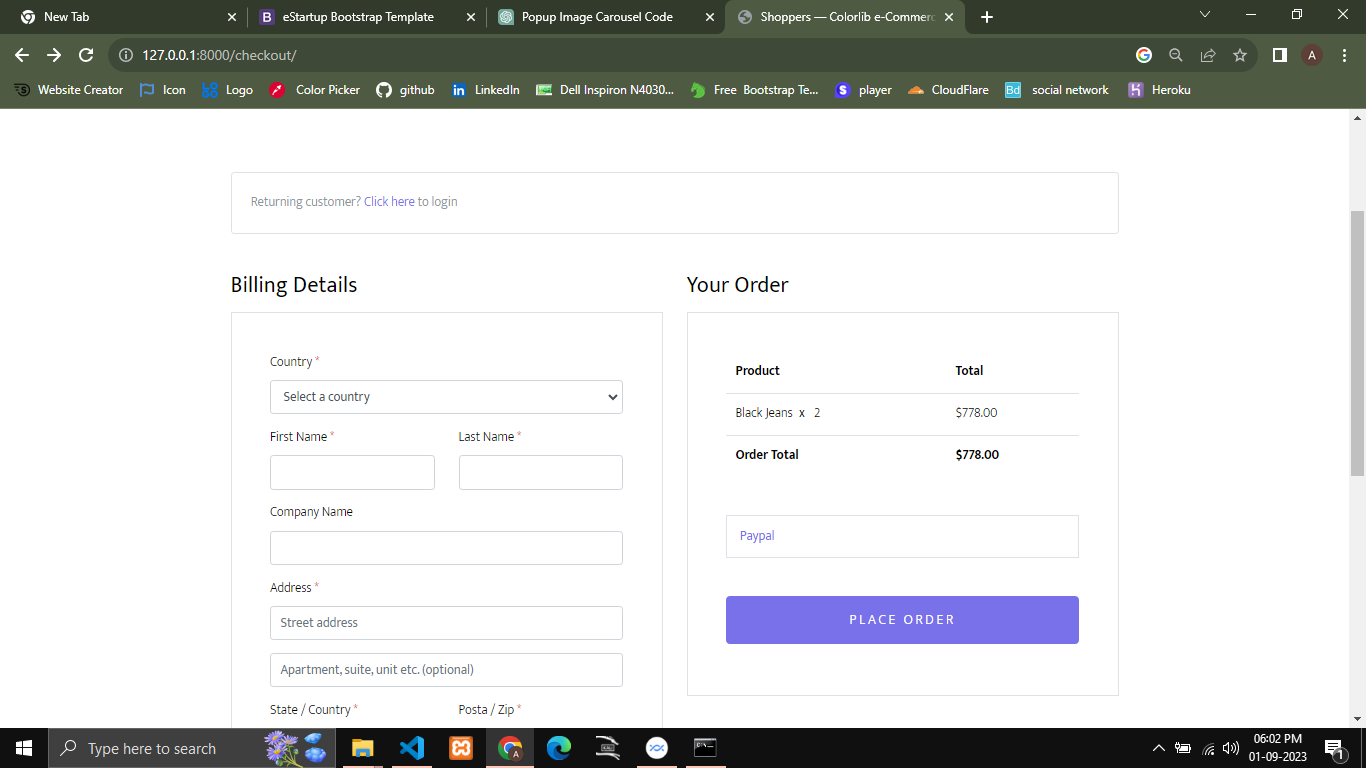 New Tab
eStartup Bootstrap Template
Popup Image Carousel Code
Shoppers — Colorlib e-Commerc
127.0.0.1:8000/checkout/
A
Website Creator
Icon
Logo
Color Picker
github
LinkedIn
Dell Inspiron N4030...
Free Bootstrap Te...
player
CloudFlare
social network
Heroku
Returning customer? Click here to login
Billing Details
Country *
Select a country
First Name *
Last Name *
Company Name
Address *
Street address
Apartment, suite, unit etc. (optional)
State / Country *
Posta / Zip *
Your Order
Product
Total
Black Jeans x 2
$778.00
Order Total
$778.00
Paypal
PLACE ORDER
Type here to search
06:02 PM
01-09-2023
1